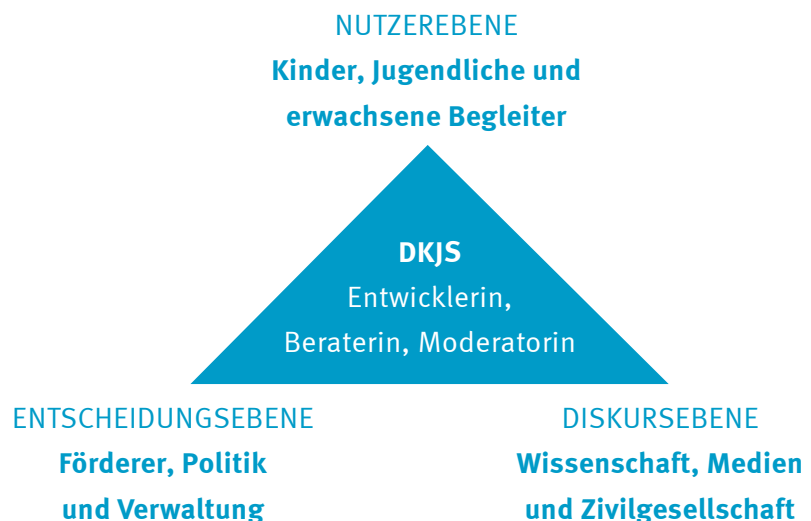 NUTZEREBENE
Kinder, Jugendliche und
erwachsene Begleiter
DKJS
Entwicklerin,
Beraterin, Moderatorin
ENTSCHEIDUNGSEBENE
Förderer, Politik
und Verwaltung
DISKURSEBENE
Wissenschaft, Medien
und Zivilgesellschaft